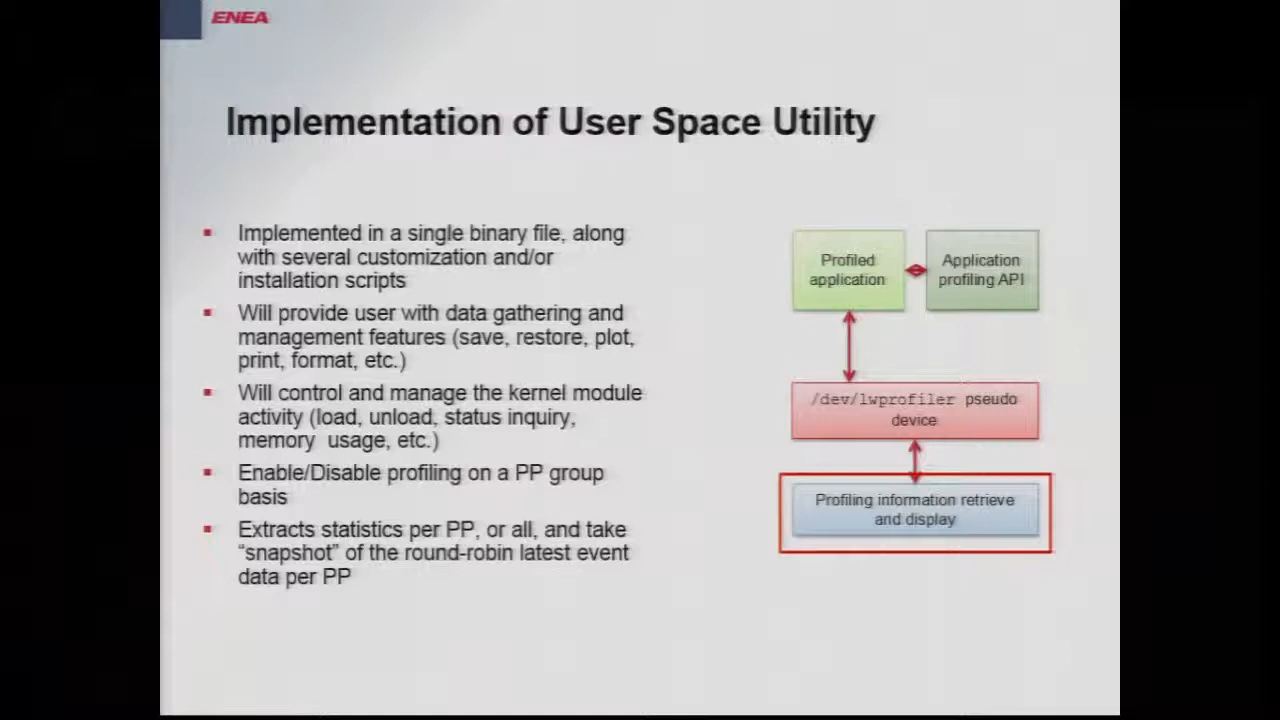 ENEA
Implementation of User Space Utility
▪ Implemented in a single binary file, along
with several customization and/or
installation scripts
▪ Will provide user with data gathering and
management features (save, restore, plot,
print, format, etc.)
▪ Will control and manage the kernel module
activity (load, unload, status inquiry,
memory usage, etc.)
▪ Enable/Disable profiling on a PP group
basis
▪ Extracts statistics per PP, or all, and take
“snapshot” of the round-robin latest event
data per PP
Profiled
application
Application
profiling API
/dev/lwprofiler pseudo
device
Profiling information retrieve
and display